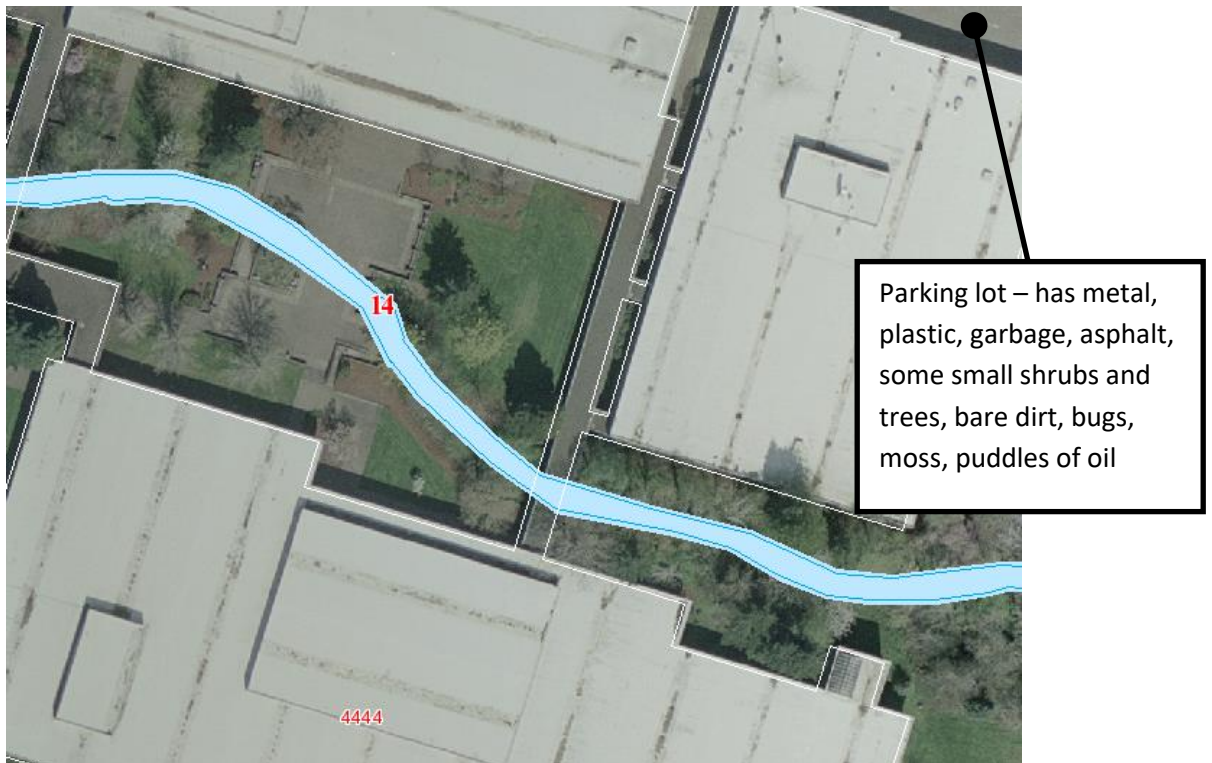 14
Parking lot – has metal,
plastic, garbage, asphalt,
some small shrubs and
trees, bare dirt, bugs,
moss, puddles of oil
4444